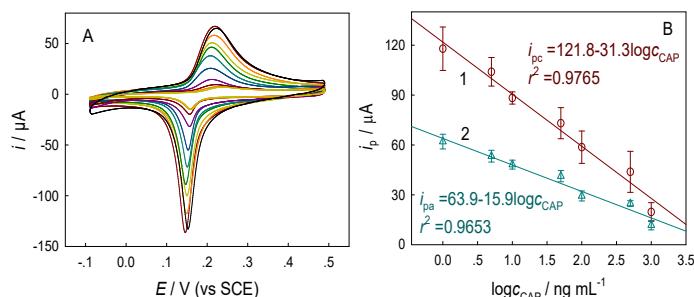 A
50
0
-50
-100
-150
i / μA
-.1
0.0
.1
.2
.3
.4
.5
E / V (vs SCE)
B
120
90
60
30
0
i_p / μA
1
2
i_pc = 121.8-31.3logc_CAP
r² = 0.9765
i_pa =63.9-15.9logc_CAP
r² = 0.9653
0.0
.5
1.0
1.5
2.0
2.5
3.0
3.5
logc_CAP / ng mL⁻¹